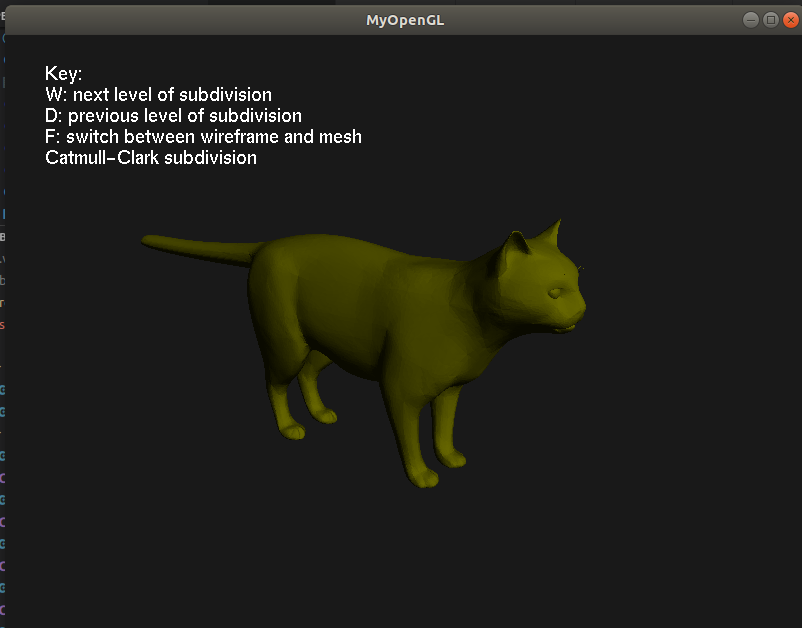 MyOpenGL
Key:
W: next level of subdivision
D: previous level of subdivision
F: switch between wireframe and mesh
Catmull-Clark subdivision